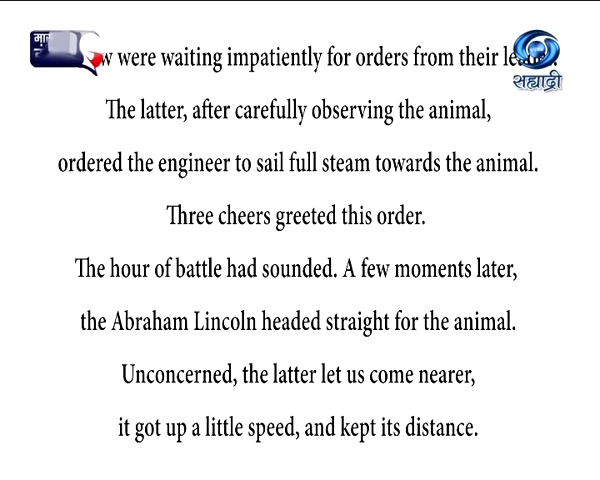 were waiting impatiently for orders from their
The latter, after carefully observing the animal,
ordered the engineer to sail full steam towards the animal.
Three cheers greeted this order.
The hour of battle had sounded. A few moments later,
the Abraham Lincoln headed straight for the animal.
Unconcerned, the latter let us come nearer,
it got up a little speed, and kept its distance.
सह्याद्री